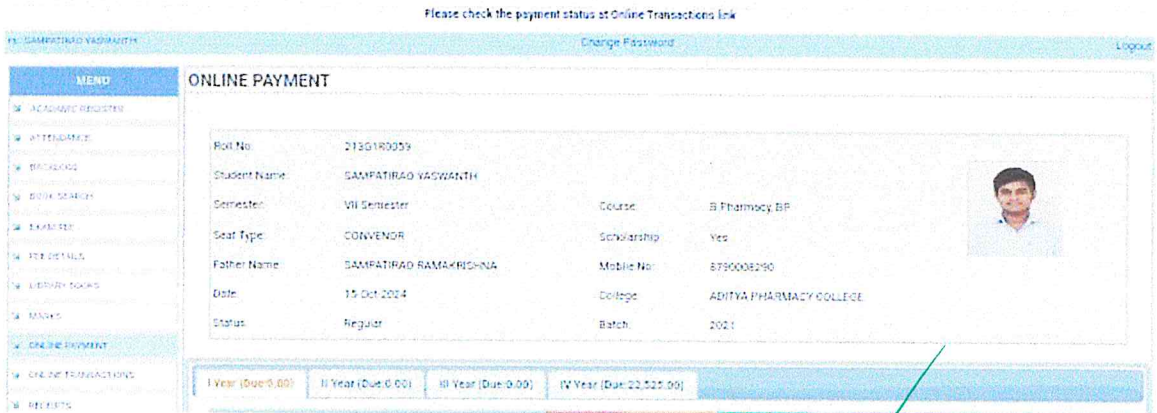 Please check the payment status at Online Transactions link
Hi, SAMPATIRAO YASWANTH Change Password Logout
MENU
ONLINE PAYMENT
ACADAMIC REGISTER
ATTENDANCE
BACKLOGS
BOOK SEARCH
EXAM FEE
FEE DETAILS
LIBRARY BOOKS
MARKS
ONLINE PAYMENT
ONLINE TRANSACTIONS
RECEIPTS
Roll.No: 213G1R0059
Student Name: SAMPATIRAO YASWANTH
Semester: VII Semester Course: B.Pharmacy, BP
Seat Type: CONVENOR Scholarship: Yes
Father Name: SAMPATIRAO RAMAKRISHNA Mobile No: 8790008290
Date: 15-Oct-2024 College: ADITYA PHARMACY COLLEGE
Status: Regular Batch: 2021
I Year (Due:0.00) II Year (Due:0.00) III Year (Due:0.00) IV Year (Due:22,525.00)